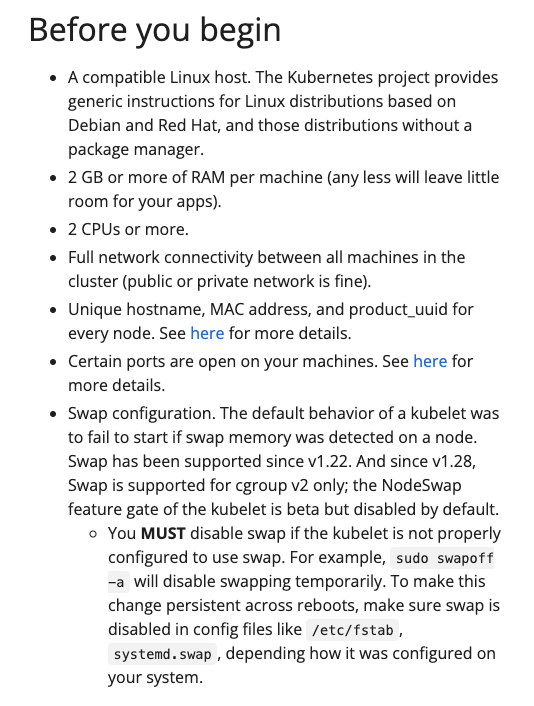 Before you begin
• A compatible Linux host. The Kubernetes project provides
generic instructions for Linux distributions based on
Debian and Red Hat, and those distributions without a
package manager.
• 2 GB or more of RAM per machine (any less will leave little
room for your apps).
• 2 CPUs or more.
• Full network connectivity between all machines in the
cluster (public or private network is fine).
• Unique hostname, MAC address, and product_uuid for
every node. See here for more details.
• Certain ports are open on your machines. See here for
more details.
• Swap configuration. The default behavior of a kubelet was
to fail to start if swap memory was detected on a node.
Swap has been supported since v1.22. And since v1.28,
Swap is supported for cgroup v2 only; the NodeSwap
feature gate of the kubelet is beta but disabled by default.
◦ You MUST disable swap if the kubelet is not properly
configured to use swap. For example, sudo swapoff
-a will disable swapping temporarily. To make this
change persistent across reboots, make sure swap is
disabled in config files like /etc/fstab ,
systemd.swap , depending how it was configured on
your system.